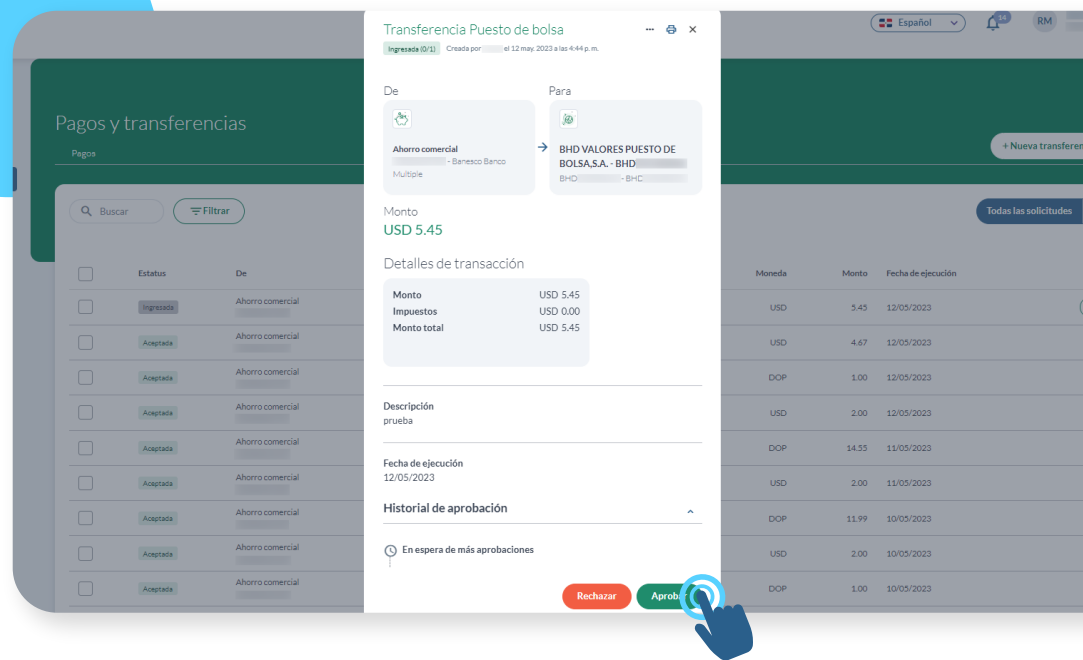 Español
14
RM
Pagos y transferencias
Pagos
+ Nueva transferen
Buscar
Filtrar
Todas las solicitudes
Transferencia Puesto de bolsa
Ingresada (0/1) Creada por el 12 may. 2023 a las 4:44 p. m.
De
Para
Ahorro comercial
- Banesco Banco
Multiple
BHD VALORES PUESTO DE
BOLSA,S.A. - BHD
BHD - BHD
Monto
USD 5.45
Detalles de transacción
Monto USD 5.45
Impuestos USD 0.00
Monto total USD 5.45
Descripción
prueba
Fecha de ejecución
12/05/2023
Historial de aprobación
En espera de más aprobaciones
Rechazar
Aproba
Estatus De Moneda Monto Fecha de ejecución
Ingresada Ahorro comercial USD 5.45 12/05/2023
Aceptada Ahorro comercial USD 4.67 12/05/2023
Aceptada Ahorro comercial DOP 1.00 12/05/2023
Aceptada Ahorro comercial USD 2.00 12/05/2023
Aceptada Ahorro comercial DOP 14.55 11/05/2023
Aceptada Ahorro comercial USD 2.00 11/05/2023
Aceptada Ahorro comercial DOP 11.99 10/05/2023
Aceptada Ahorro comercial USD 2.00 10/05/2023
Aceptada Ahorro comercial DOP 1.00 10/05/2023